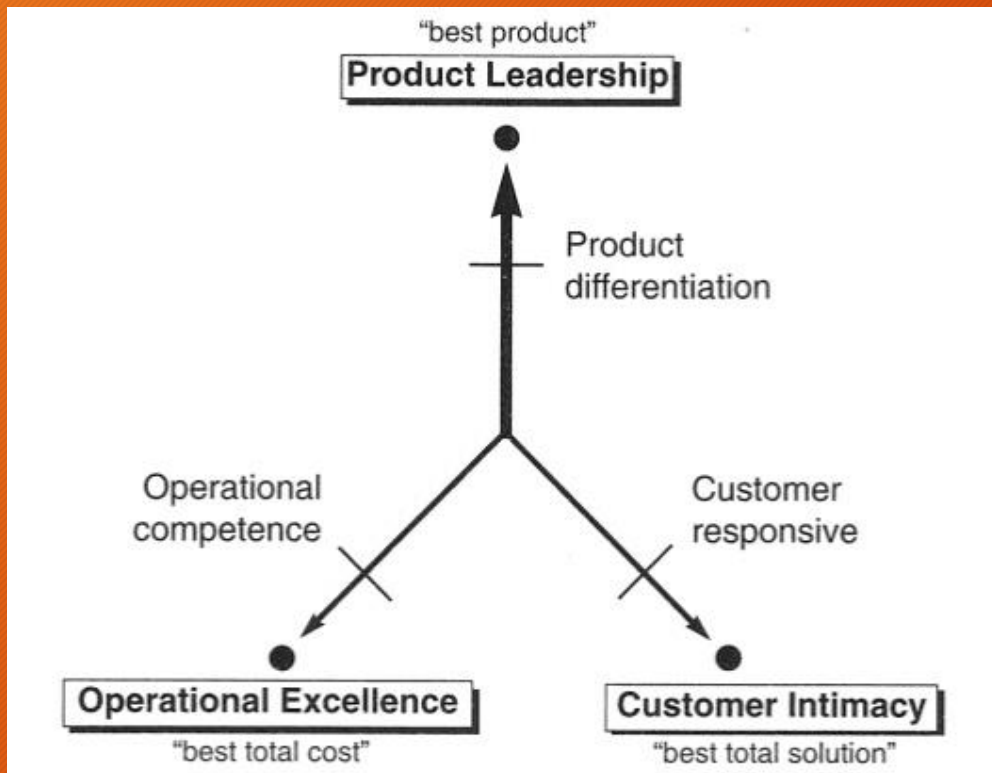 “best product”
Product Leadership
Product
differentiation
Operational
competence
Customer
responsive
Operational Excellence
“best total cost”
Customer Intimacy
“best total solution”